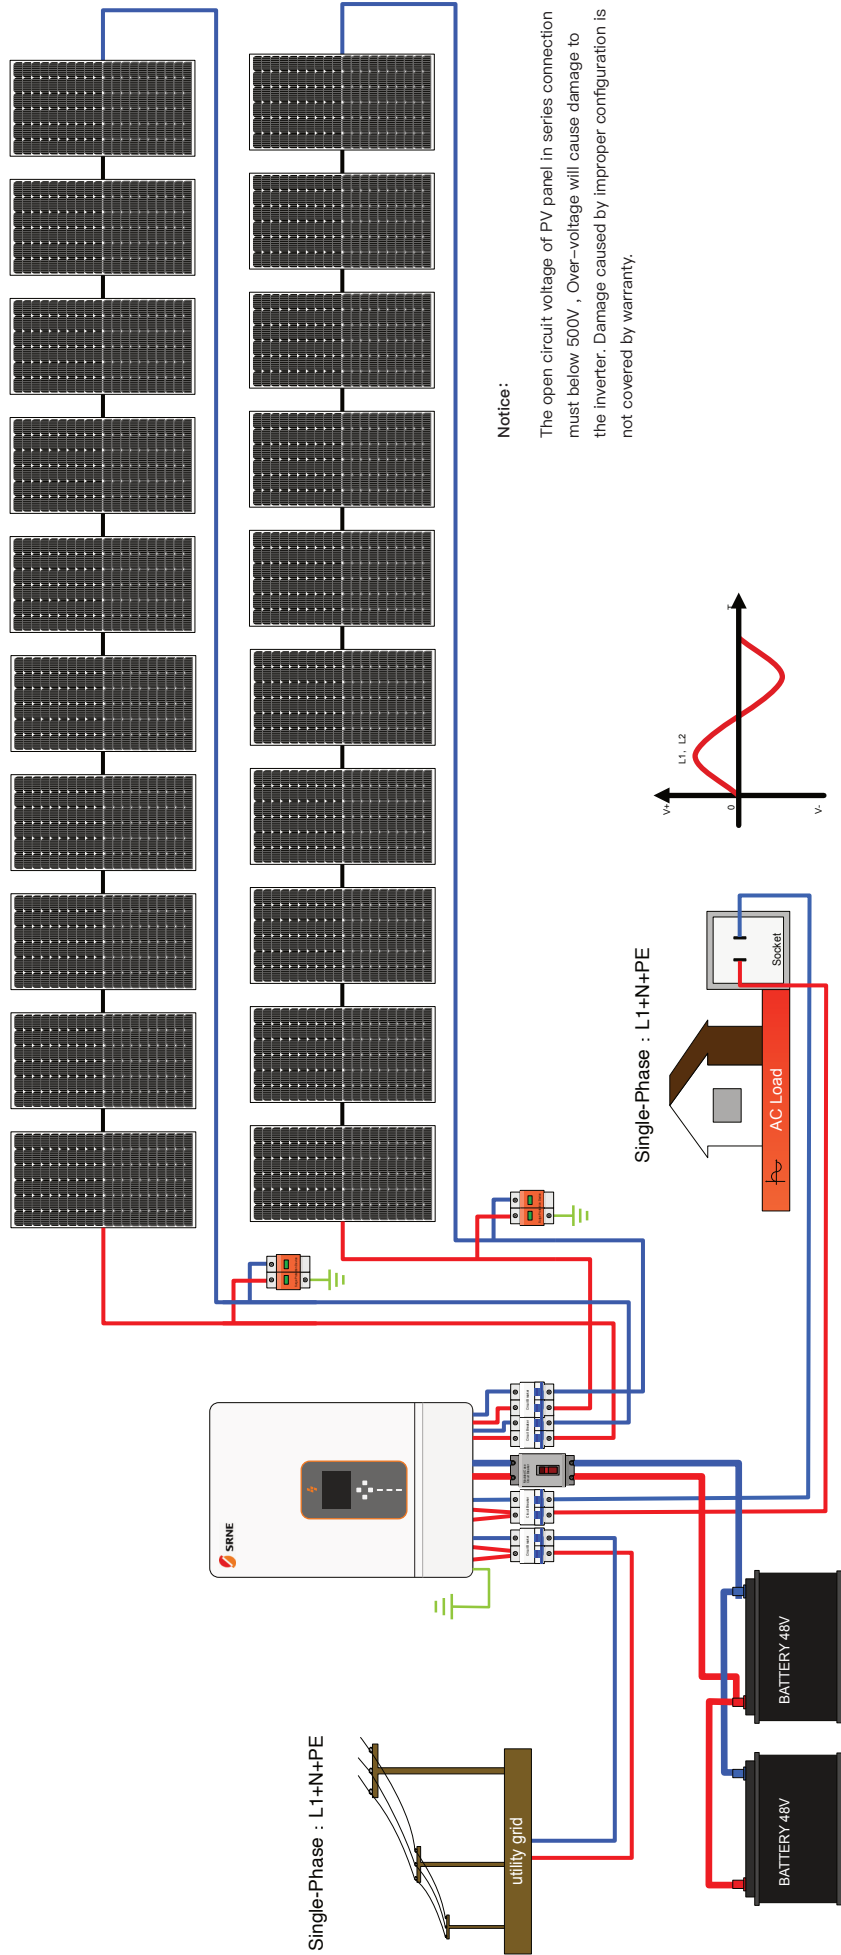 Single-Phase : L1+N+PE
utility grid
SRNE
BATTERY 48V
BATTERY 48V
Single-Phase : L1+N+PE
AC Load
Socket
V+
L1, L2
0
V-
T
Notice:
The open circuit voltage of PV panel in series connection
must below 500V , Over-voltage will cause damage to
the inverter. Damage caused by improper configuration is
not covered by warranty.